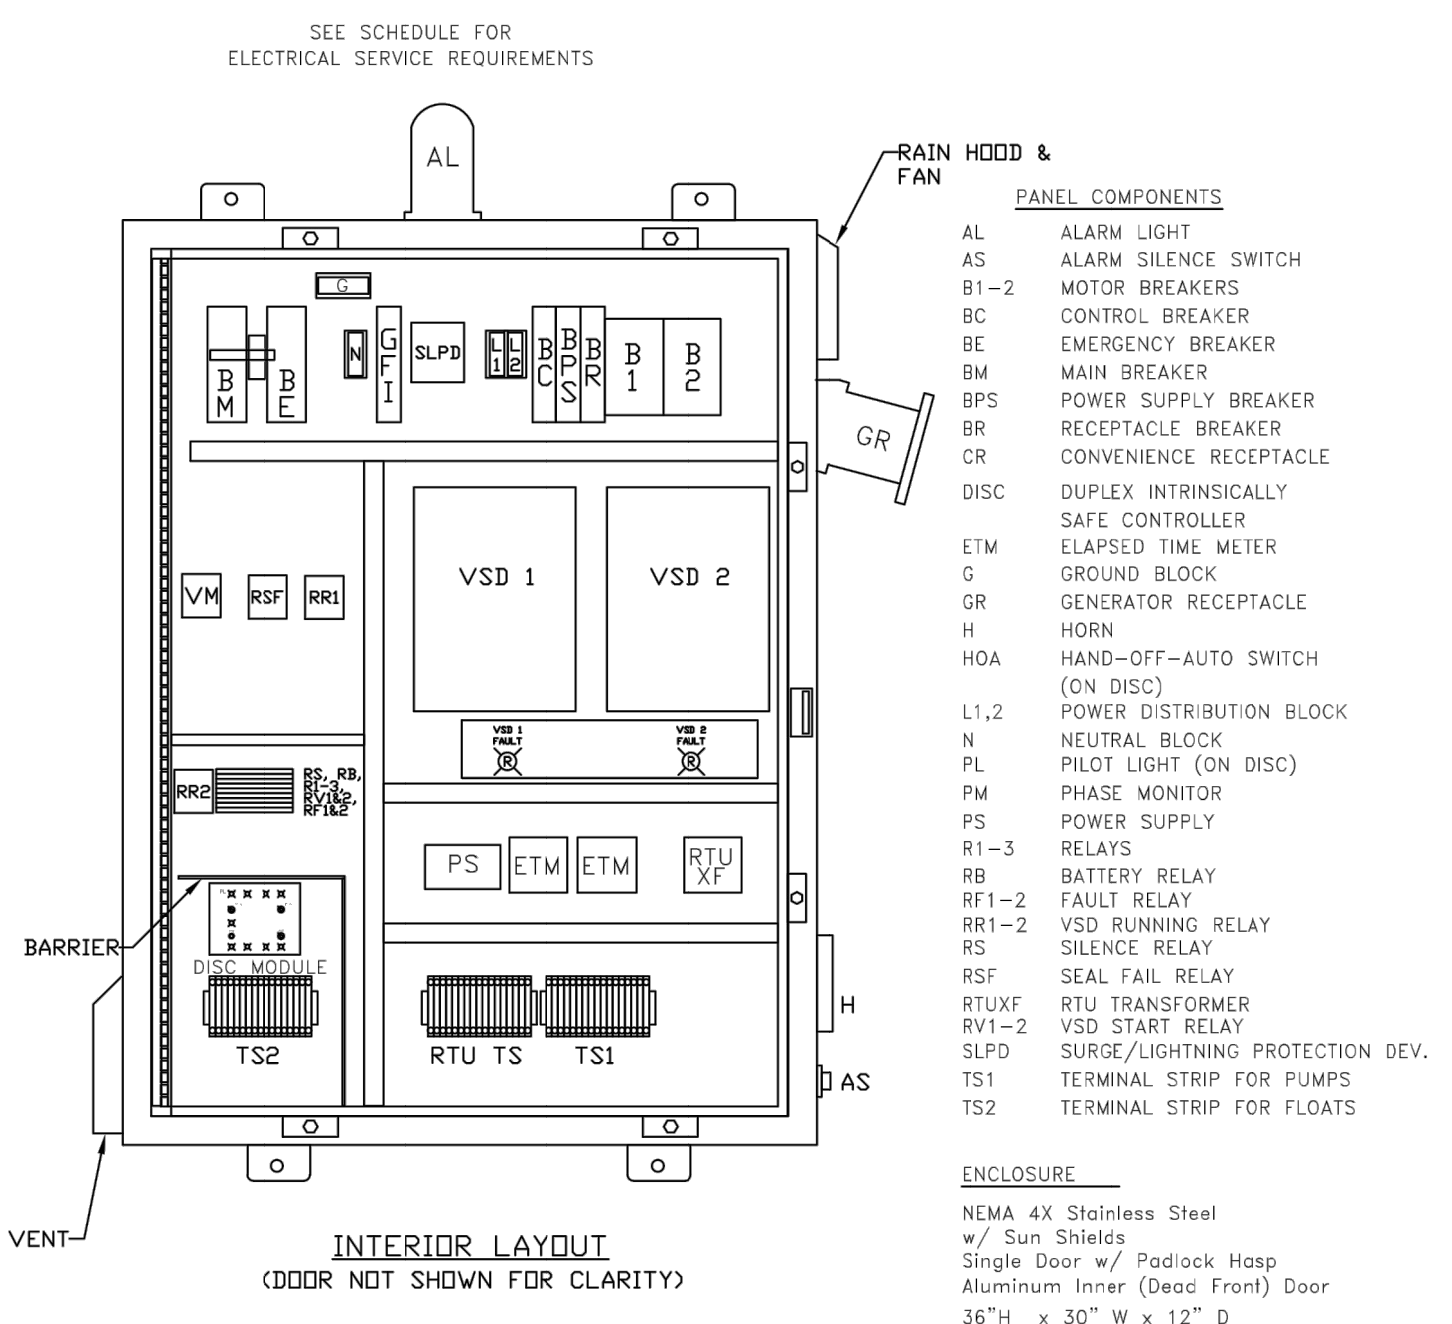 SEE SCHEDULE FOR
ELECTRICAL SERVICE REQUIREMENTS
AL
RAIN HOOD &
FAN
G
BM
BE
N
GFI
SLPD
L1
L2
BC
BPS
BR
B1
B2
GR
VSD 1
VSD 2
VM
RSF
RR1
VSD 1
FAULT
R
VSD 2
FAULT
R
RR2
RS, RB,
R1-3,
RV1&2,
RF1&2
PS
ETM
ETM
RTU
XF
BARRIER
DISC MODULE
TS2
RTU TS
TS1
H
AS
VENT
INTERIOR LAYOUT
(DOOR NOT SHOWN FOR CLARITY)
PANEL COMPONENTS
AL ALARM LIGHT
AS ALARM SILENCE SWITCH
B1-2 MOTOR BREAKERS
BC CONTROL BREAKER
BE EMERGENCY BREAKER
BM MAIN BREAKER
BPS POWER SUPPLY BREAKER
BR RECEPTACLE BREAKER
CR CONVENIENCE RECEPTACLE
DISC DUPLEX INTRINSICALLY
SAFE CONTROLLER
ETM ELAPSED TIME METER
G GROUND BLOCK
GR GENERATOR RECEPTACLE
H HORN
HOA HAND-OFF-AUTO SWITCH
(ON DISC)
L1,2 POWER DISTRIBUTION BLOCK
N NEUTRAL BLOCK
PL PILOT LIGHT (ON DISC)
PM PHASE MONITOR
PS POWER SUPPLY
R1-3 RELAYS
RB BATTERY RELAY
RF1-2 FAULT RELAY
RR1-2 VSD RUNNING RELAY
RS SILENCE RELAY
RSF SEAL FAIL RELAY
RTUXF RTU TRANSFORMER
RV1-2 VSD START RELAY
SLPD SURGE/LIGHTNING PROTECTION DEV.
TS1 TERMINAL STRIP FOR PUMPS
TS2 TERMINAL STRIP FOR FLOATS
ENCLOSURE
NEMA 4X Stainless Steel
w/ Sun Shields
Single Door w/ Padlock Hasp
Aluminum Inner (Dead Front) Door
36"H x 30" W x 12" D